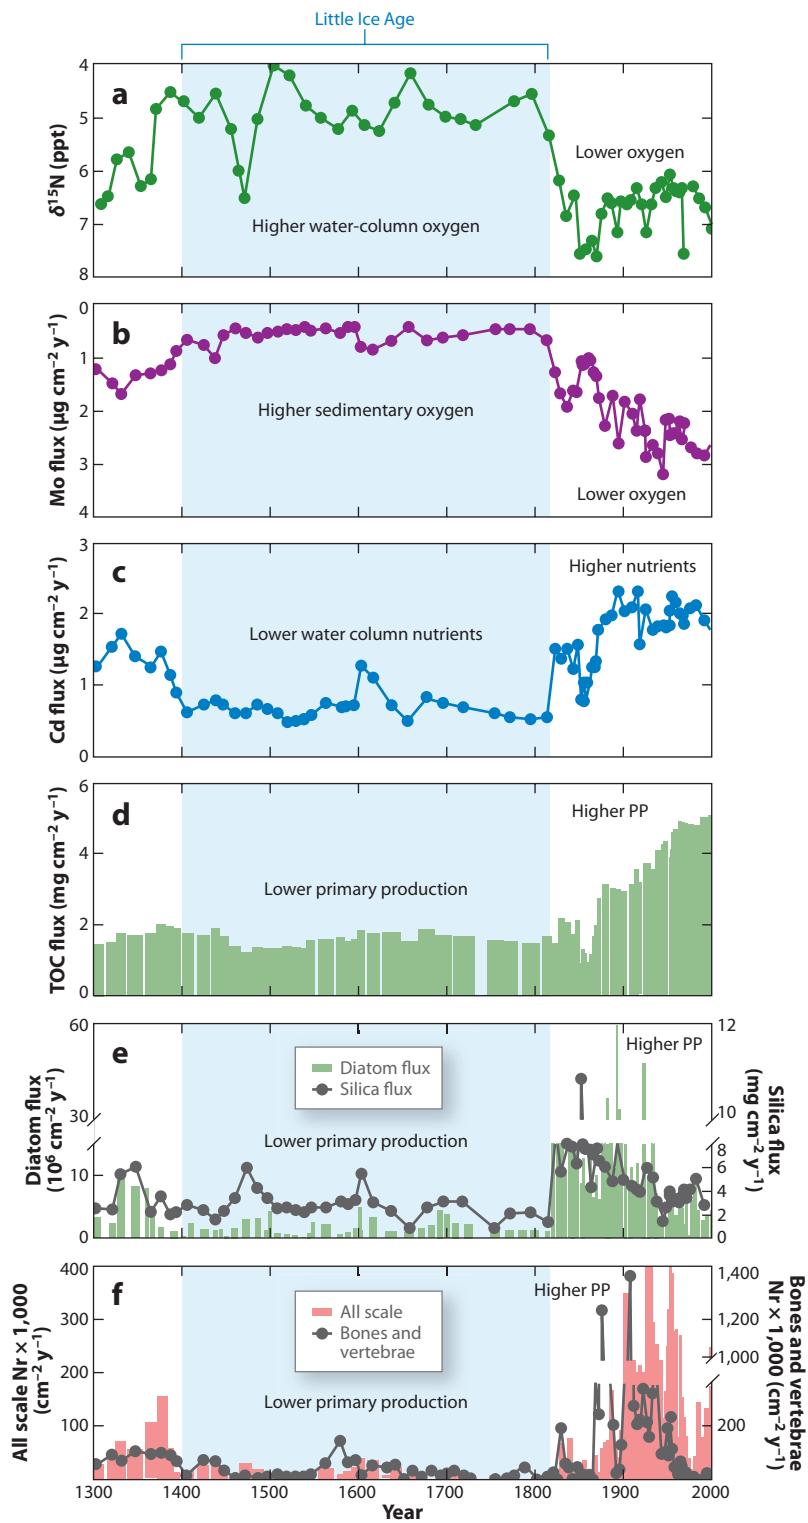 Little Ice Age
a
δ¹⁵N (ppt)
4
5
6
7
8
Lower oxygen
Higher water-column oxygen
b
Mo flux (μg cm⁻² y⁻¹)
0
1
2
3
4
Higher sedimentary oxygen
Lower oxygen
c
Cd flux (μg cm⁻² y⁻¹)
3
2
1
0
Higher nutrients
Lower water column nutrients
d
TOC flux (mg cm⁻² y⁻¹)
6
4
2
0
Higher PP
Lower primary production
e
Diatom flux
(10⁶ cm⁻² y⁻¹)
60
30
10
0
Diatom flux
Silica flux
Higher PP
Lower primary production
12
10
8
6
4
2
0
Silica flux
(mg cm⁻² y⁻¹)
f
All scale Nr × 1,000
(cm⁻² y⁻¹)
400
300
200
100
All scale
Bones and
vertebrae
Higher PP
Lower primary production
1,400
1,200
1,000
200
Bones and vertebrae
Nr × 1,000 (cm⁻² y⁻¹)
1300 1400 1500 1600 1700 1800 1900 2000
Year